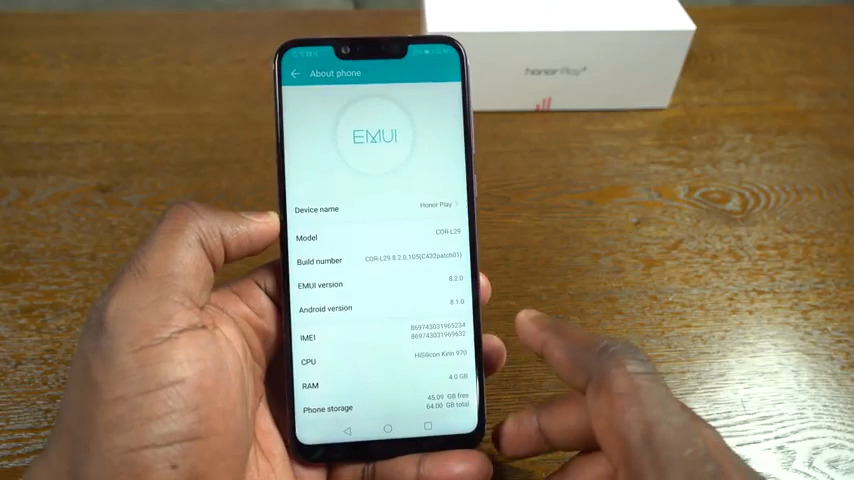 honor Play
About phone
EMUI
Device name Honor Play
Model COR-L29
Build number COR-L29 8.2.0.105(C432patch01)
EMUI version 8.2.0
Android version 8.1.0
IMEI 869743031965234
869743031969632
CPU HiSilicon Kirin 970
RAM 4.0 GB
Phone storage 45.09 GB free
64.00 GB total